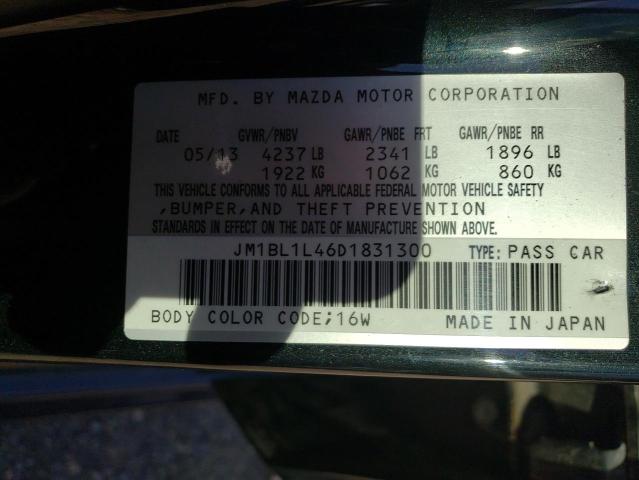 MFD. BY MAZDA MOTOR CORPORATION
DATE GVWR/PNBV GAWR/PNBE FRT GAWR/PNBE RR
05/13 4237 LB 2341 LB 1896 LB
1922 KG 1062 KG 860 KG
THIS VEHICLE CONFORMS TO ALL APPLICABLE FEDERAL MOTOR VEHICLE SAFETY
,BUMPER,AND THEFT PREVENTION
STANDARDS IN EFFECT ON THE DATE OF MANUFACTURE SHOWN ABOVE.
JM1BL1L46D1831300 TYPE: PASS CAR
BODY COLOR CODE;16W MADE IN JAPAN